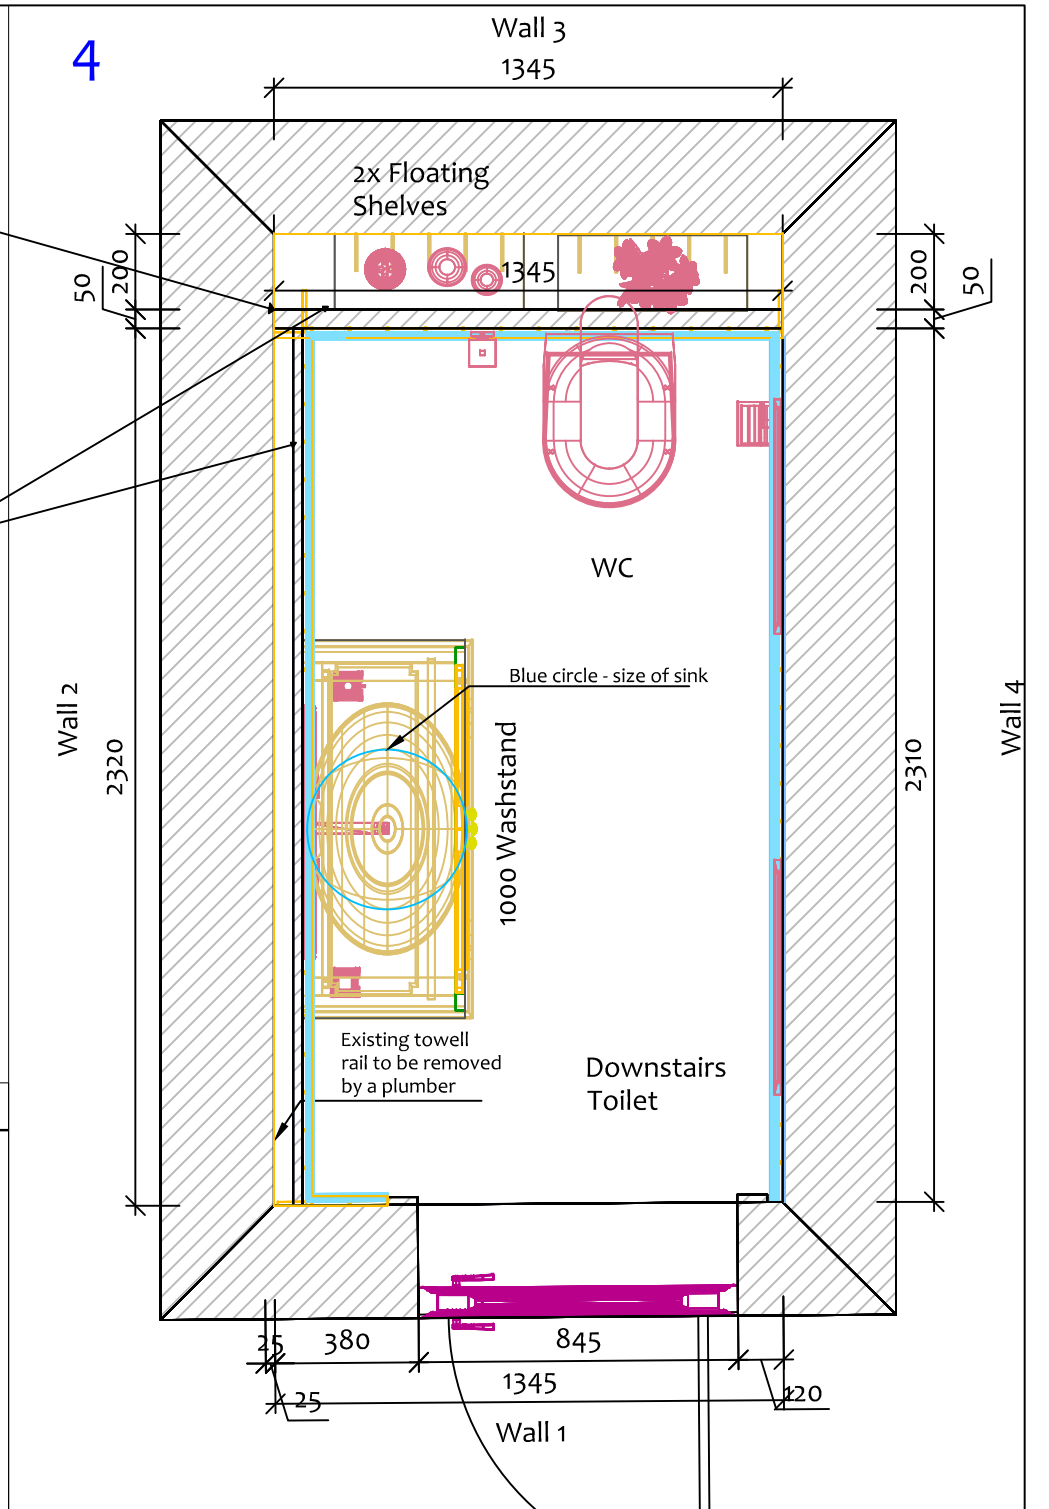 Wall 3
4
1345
2x Floating
Shelves
50
200
1345
200
50
WC
Blue circle - size of sink
Wall 2
2320
1000 Washstand
2310
Wall 4
Existing towell
rail to be removed
by a plumber
Downstairs
Toilet
25
380
845
1345
25
120
Wall 1